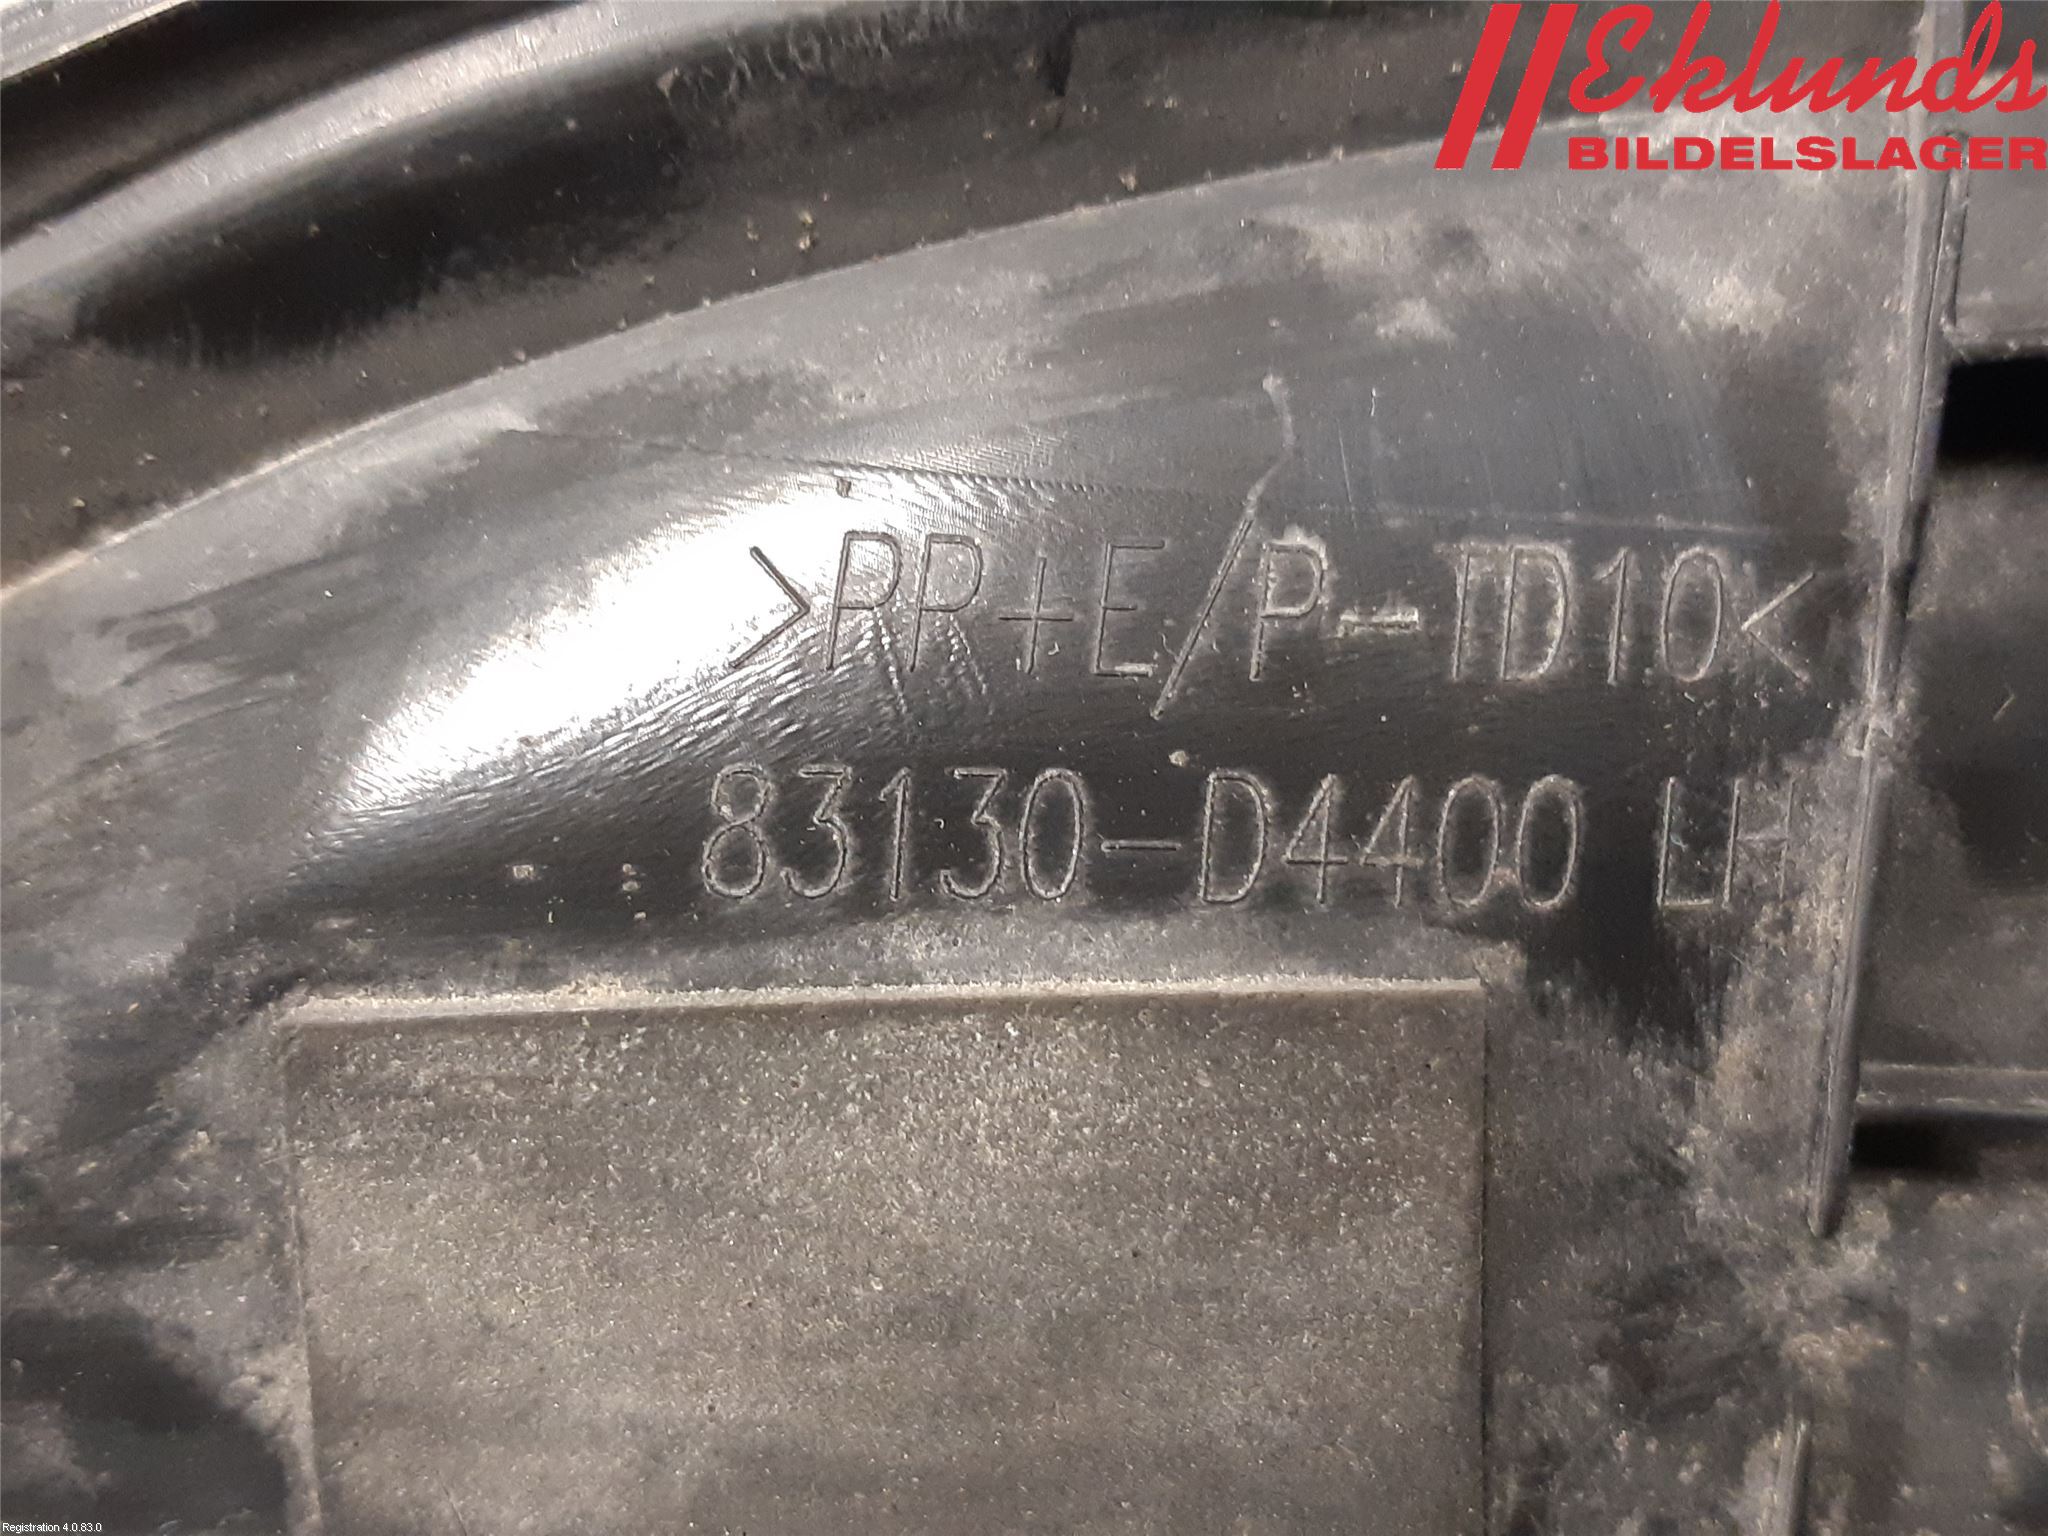 Eklunds
BILDELSLAGER
>PP+E/P-TD10<
83130-D4400 LH
Registration 4.0.83.0